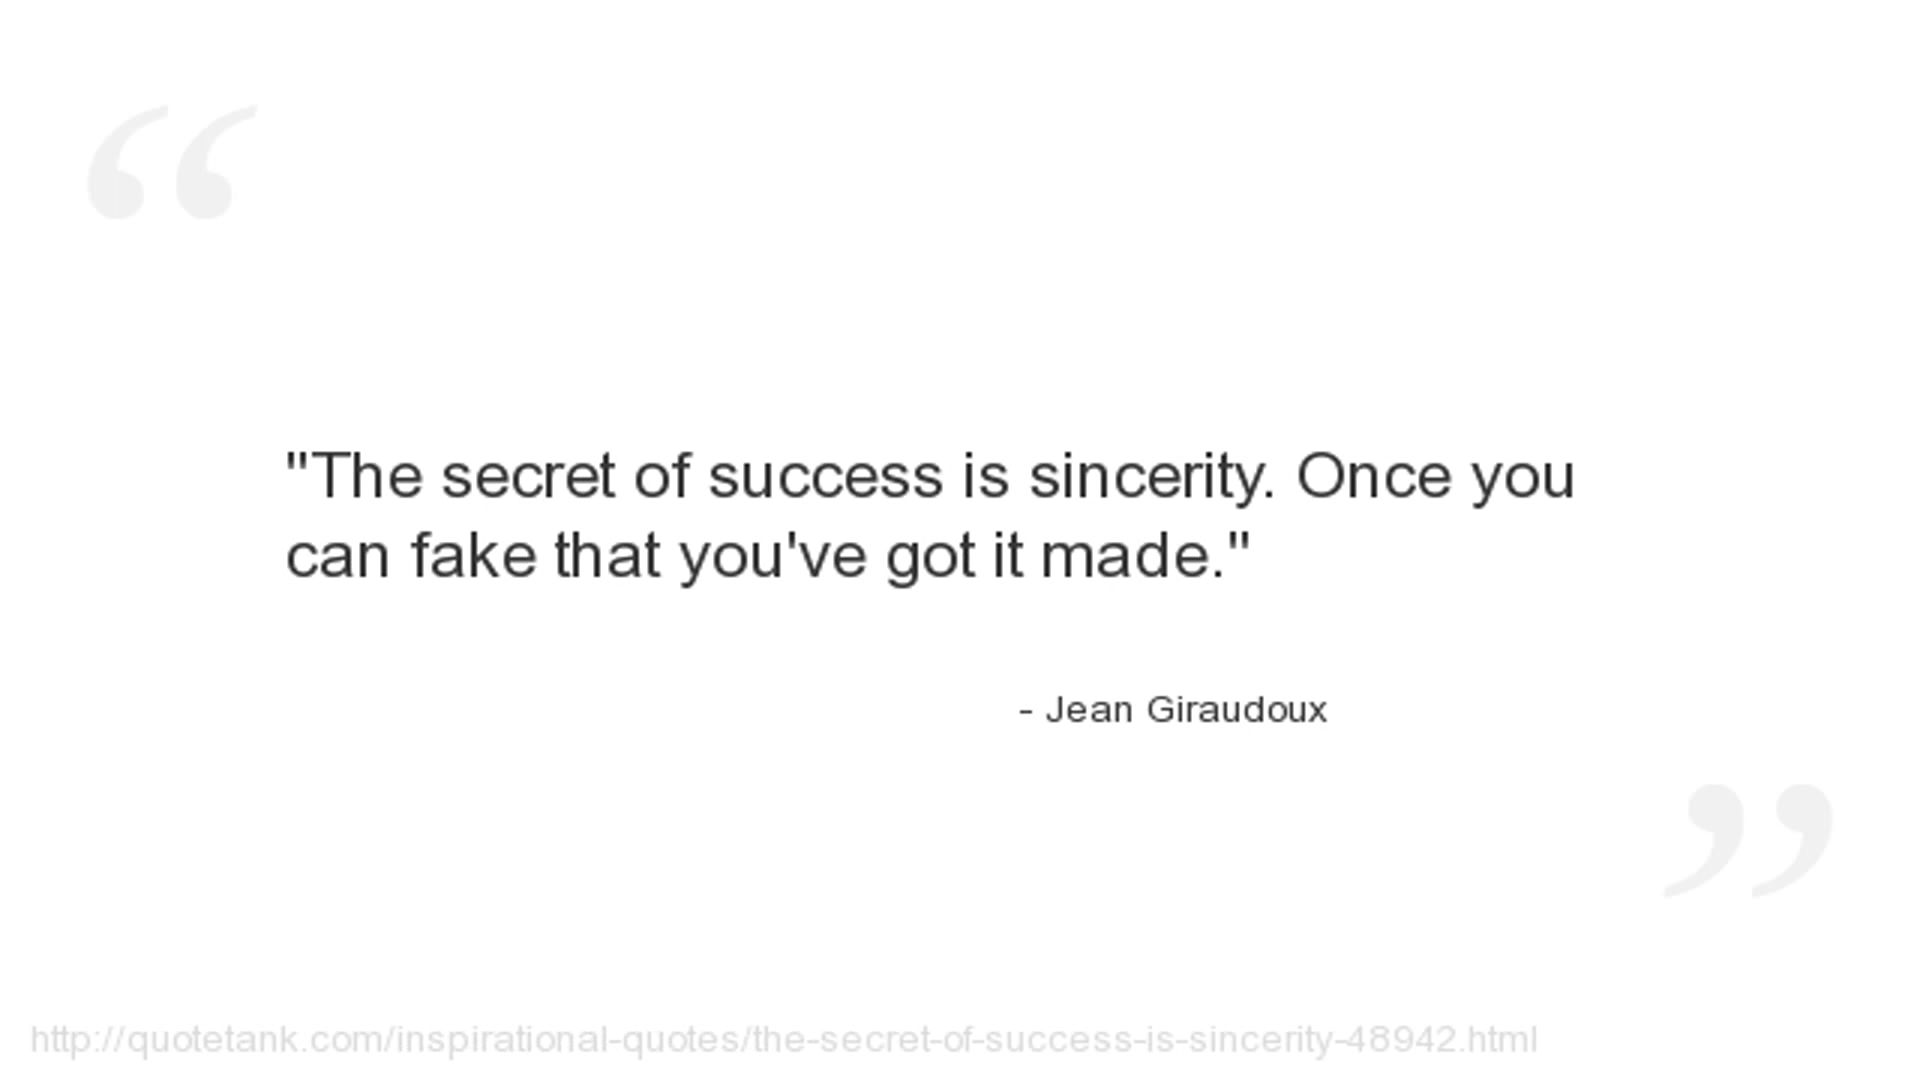 "The secret of success is sincerity. Once you
can fake that you've got it made."
- Jean Giraudoux
http://quotetank.com/inspirational-quotes/the-secret-of-success-is-sincerity-48942.html